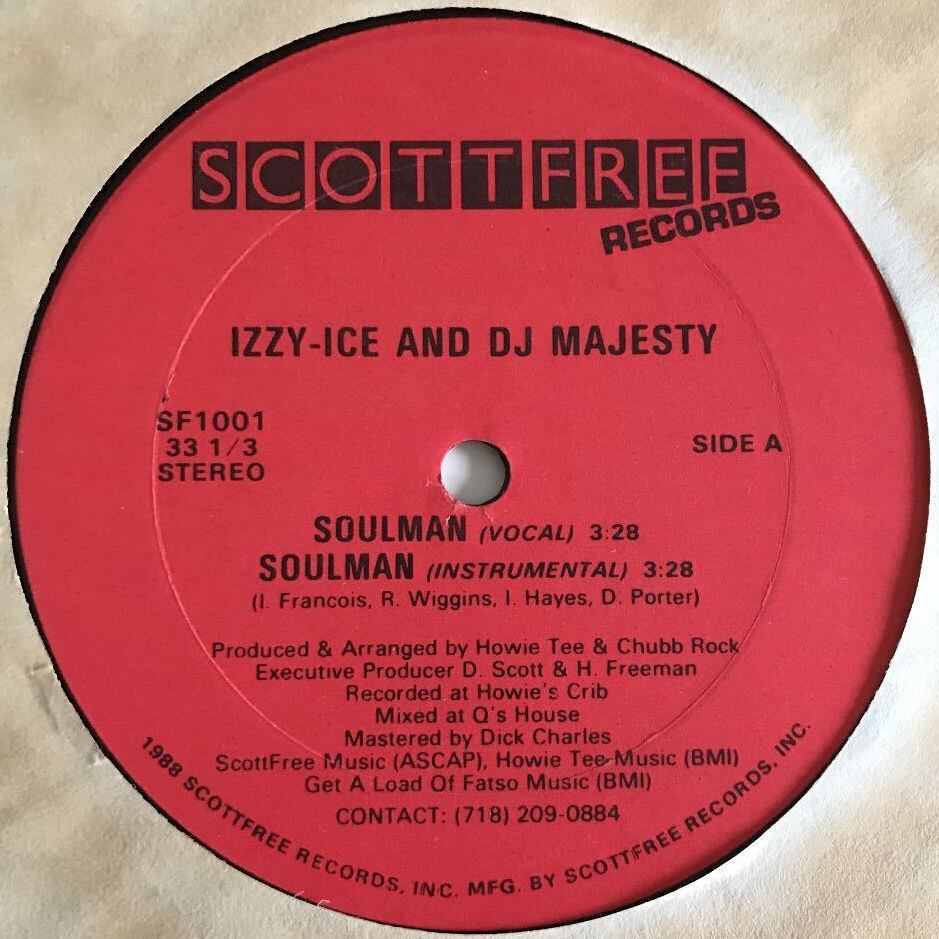 SCOTTFREE
RECORDS
IZZY-ICE AND DJ MAJESTY
SF1001
33 1/3
STEREO
SIDE A
SOULMAN (VOCAL) 3:28
SOULMAN (INSTRUMENTAL) 3:28
(I. Francois, R. Wiggins, I. Hayes, D. Porter)
Produced & Arranged by Howie Tee & Chubb Rock
Executive Producer D. Scott & H. Freeman
Recorded at Howie's Crib
Mixed at Q's House
Mastered by Dick Charles
ScottFree Music (ASCAP), Howie Tee Music (BMI)
Get A Load Of Fatso Music (BMI)
CONTACT: (718) 209-0884
1988 SCOTTFREE RECORDS, INC. MFG. BY SCOTTFREE RECORDS, INC.